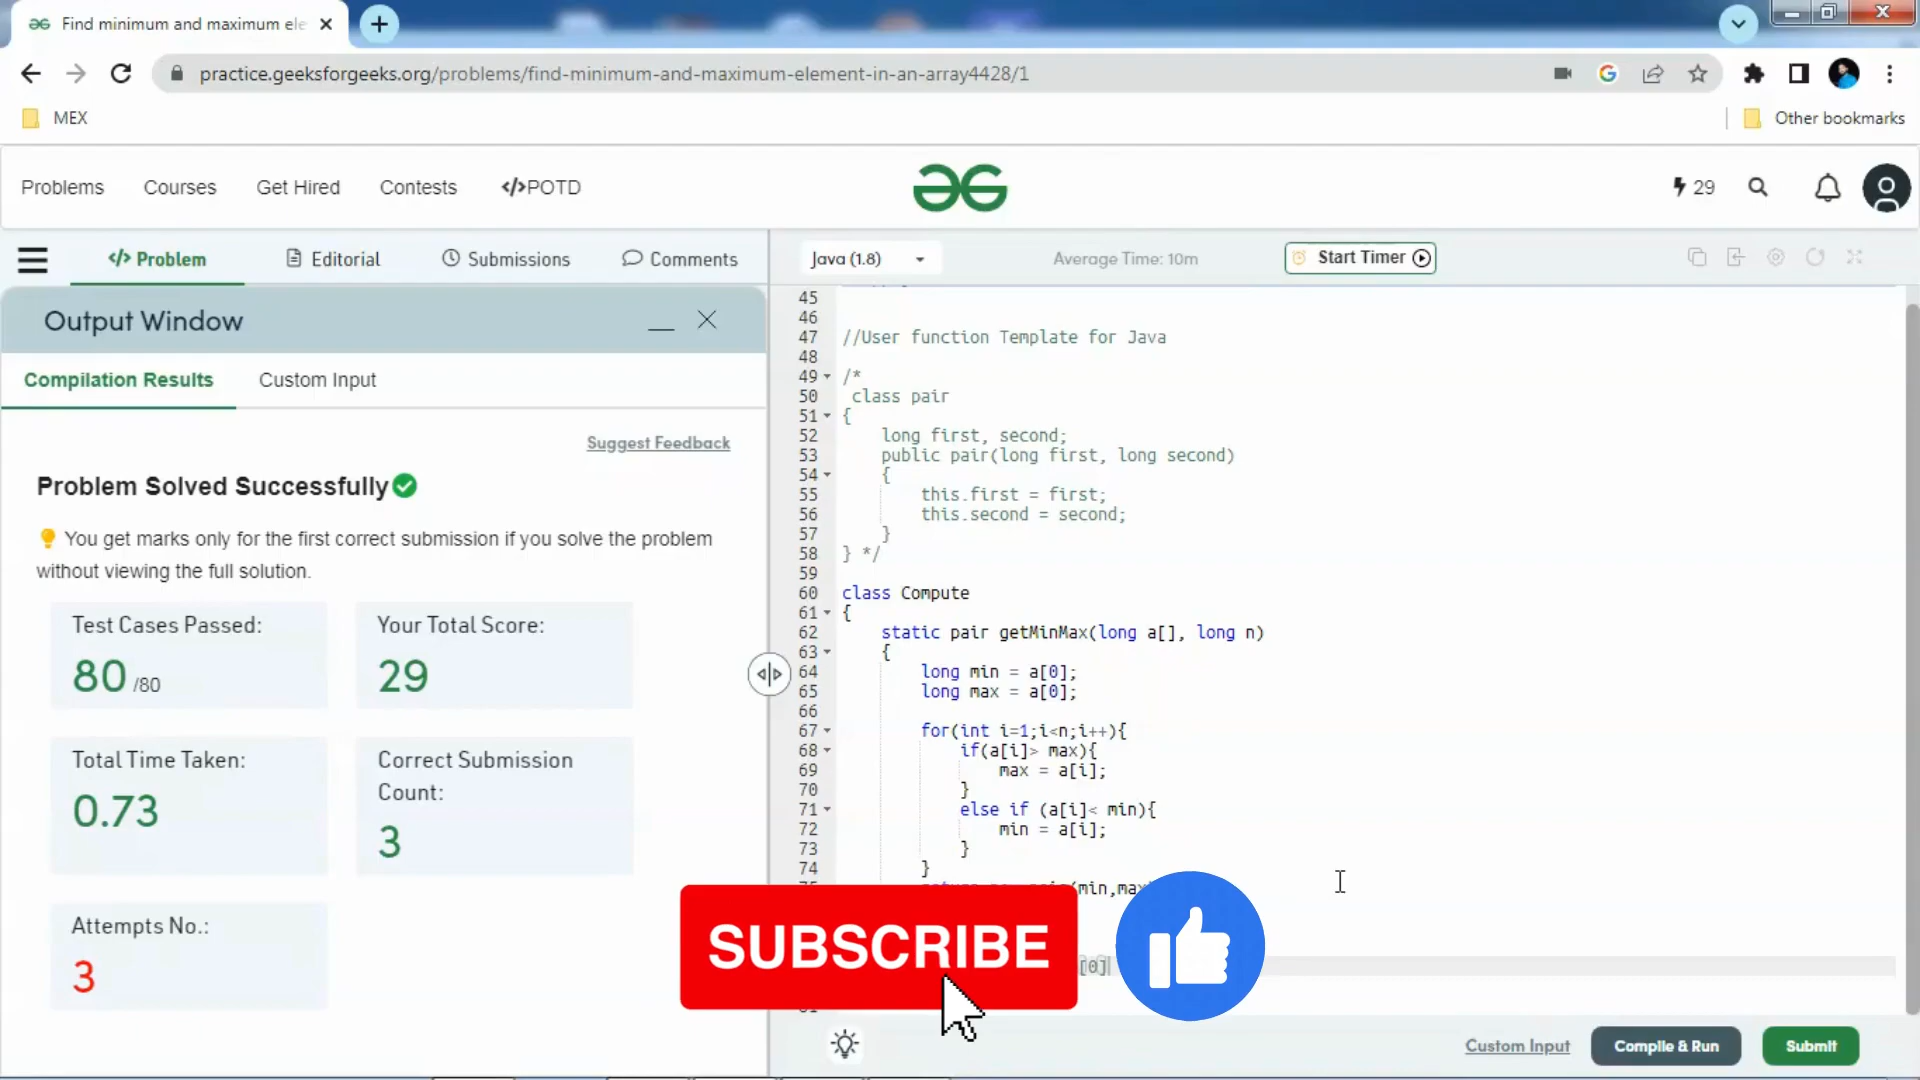 Find minimum and maximum ele
practice.geeksforgeeks.org/problems/find-minimum-and-maximum-element-in-an-array4428/1
MEX
Other bookmarks
Problems
Courses
Get Hired
Contests
</>POTD
29
</> Problem
Editorial
Submissions
Comments
Java (1.8)
Average Time: 10m
Start Timer
Output Window
Compilation Results
Custom Input
Suggest Feedback
Problem Solved Successfully
You get marks only for the first correct submission if you solve the problem
without viewing the full solution.
Test Cases Passed:
80 /80
Your Total Score:
29
Total Time Taken:
0.73
Correct Submission
Count:
3
Attempts No.:
3
45
46
47 //User function Template for Java
48
49 /*
50 class pair
51 {
52 long first, second;
53 public pair(long first, long second)
54 {
55 this.first = first;
56 this.second = second;
57 }
58 } */
59
60 class Compute
61 {
62 static pair getMinMax(long a[], long n)
63 {
64 long min = a[0];
65 long max = a[0];
66
67 for(int i=1;i<n;i++){
68 if(a[i]> max){
69 max = a[i];
70 }
71 else if (a[i]< min){
72 min = a[i];
73 }
74 }
(min,max
[0]
SUBSCRIBE
Custom Input
Compile & Run
Submit